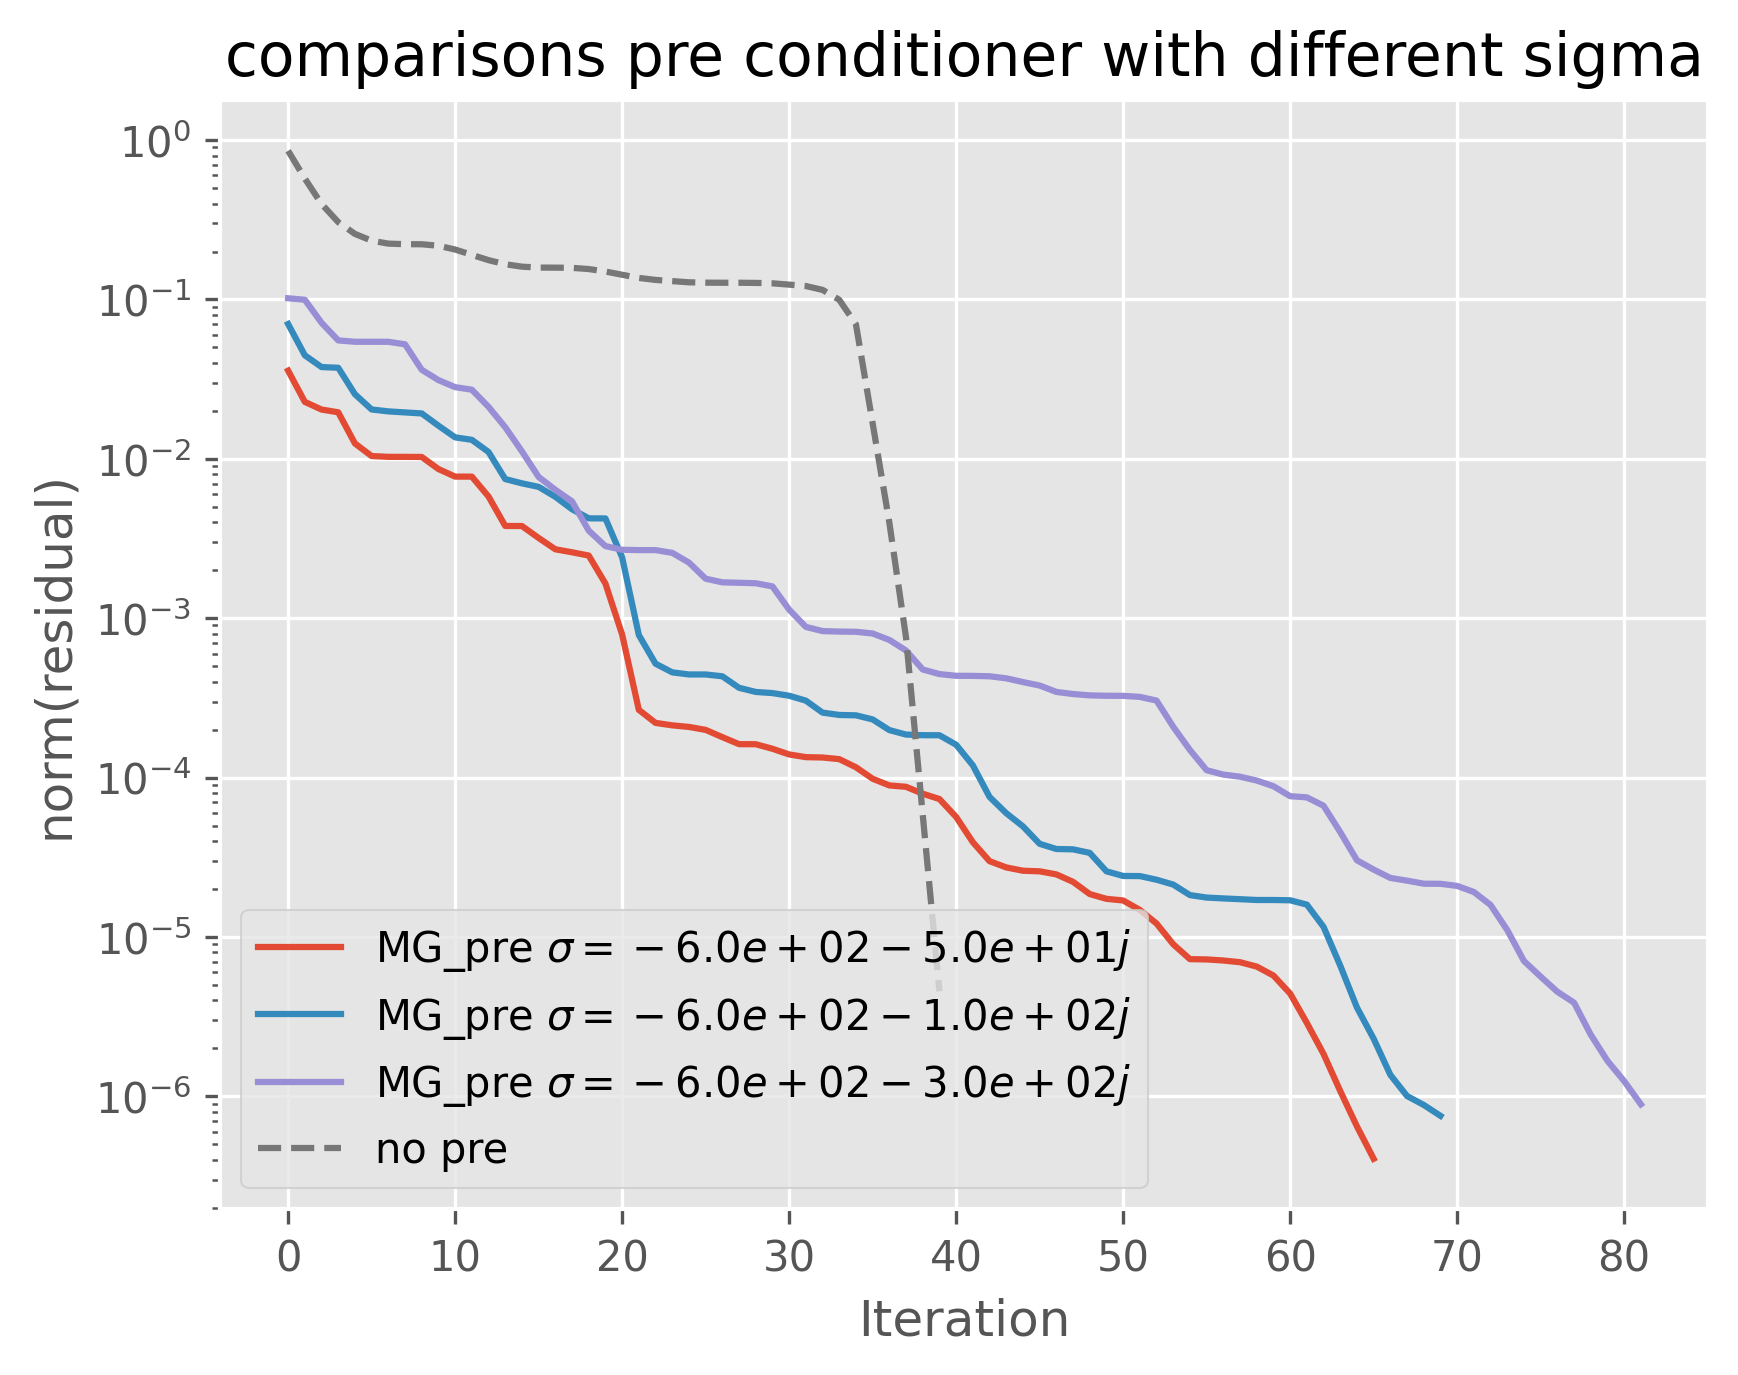 comparisons pre conditioner with different sigma
10⁰
10⁻¹
10⁻²
10⁻³
10⁻⁴
10⁻⁵
10⁻⁶
norm(residual)
MG_pre σ = −6.0e + 02 − 5.0e + 01j
MG_pre σ = −6.0e + 02 − 1.0e + 02j
MG_pre σ = −6.0e + 02 − 3.0e + 02j
no pre
0 10 20 30 40 50 60 70 80
Iteration